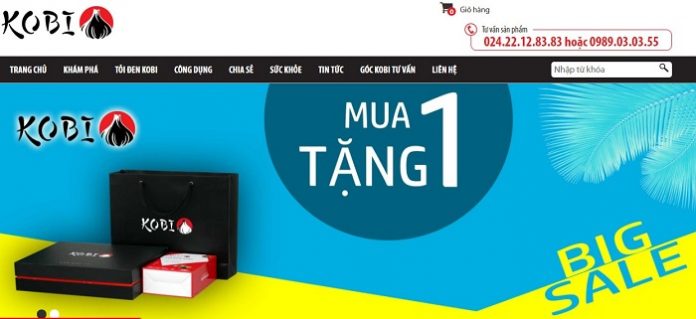 KOBI
0
Giỏ hàng
Tư vấn sản phẩm
024.22.12.83.83 hoặc 0989.03.03.55
TRANG CHỦ KHÁM PHÁ TỎI ĐEN KOBI CÔNG DỤNG CHIA SẺ SỨC KHỎE TIN TỨC GÓC KOBI TƯ VẤN LIÊN HỆ
Nhập từ khóa
KOBI
MUA 1
TẶNG
KOBI
KOBI
BIG
SALE